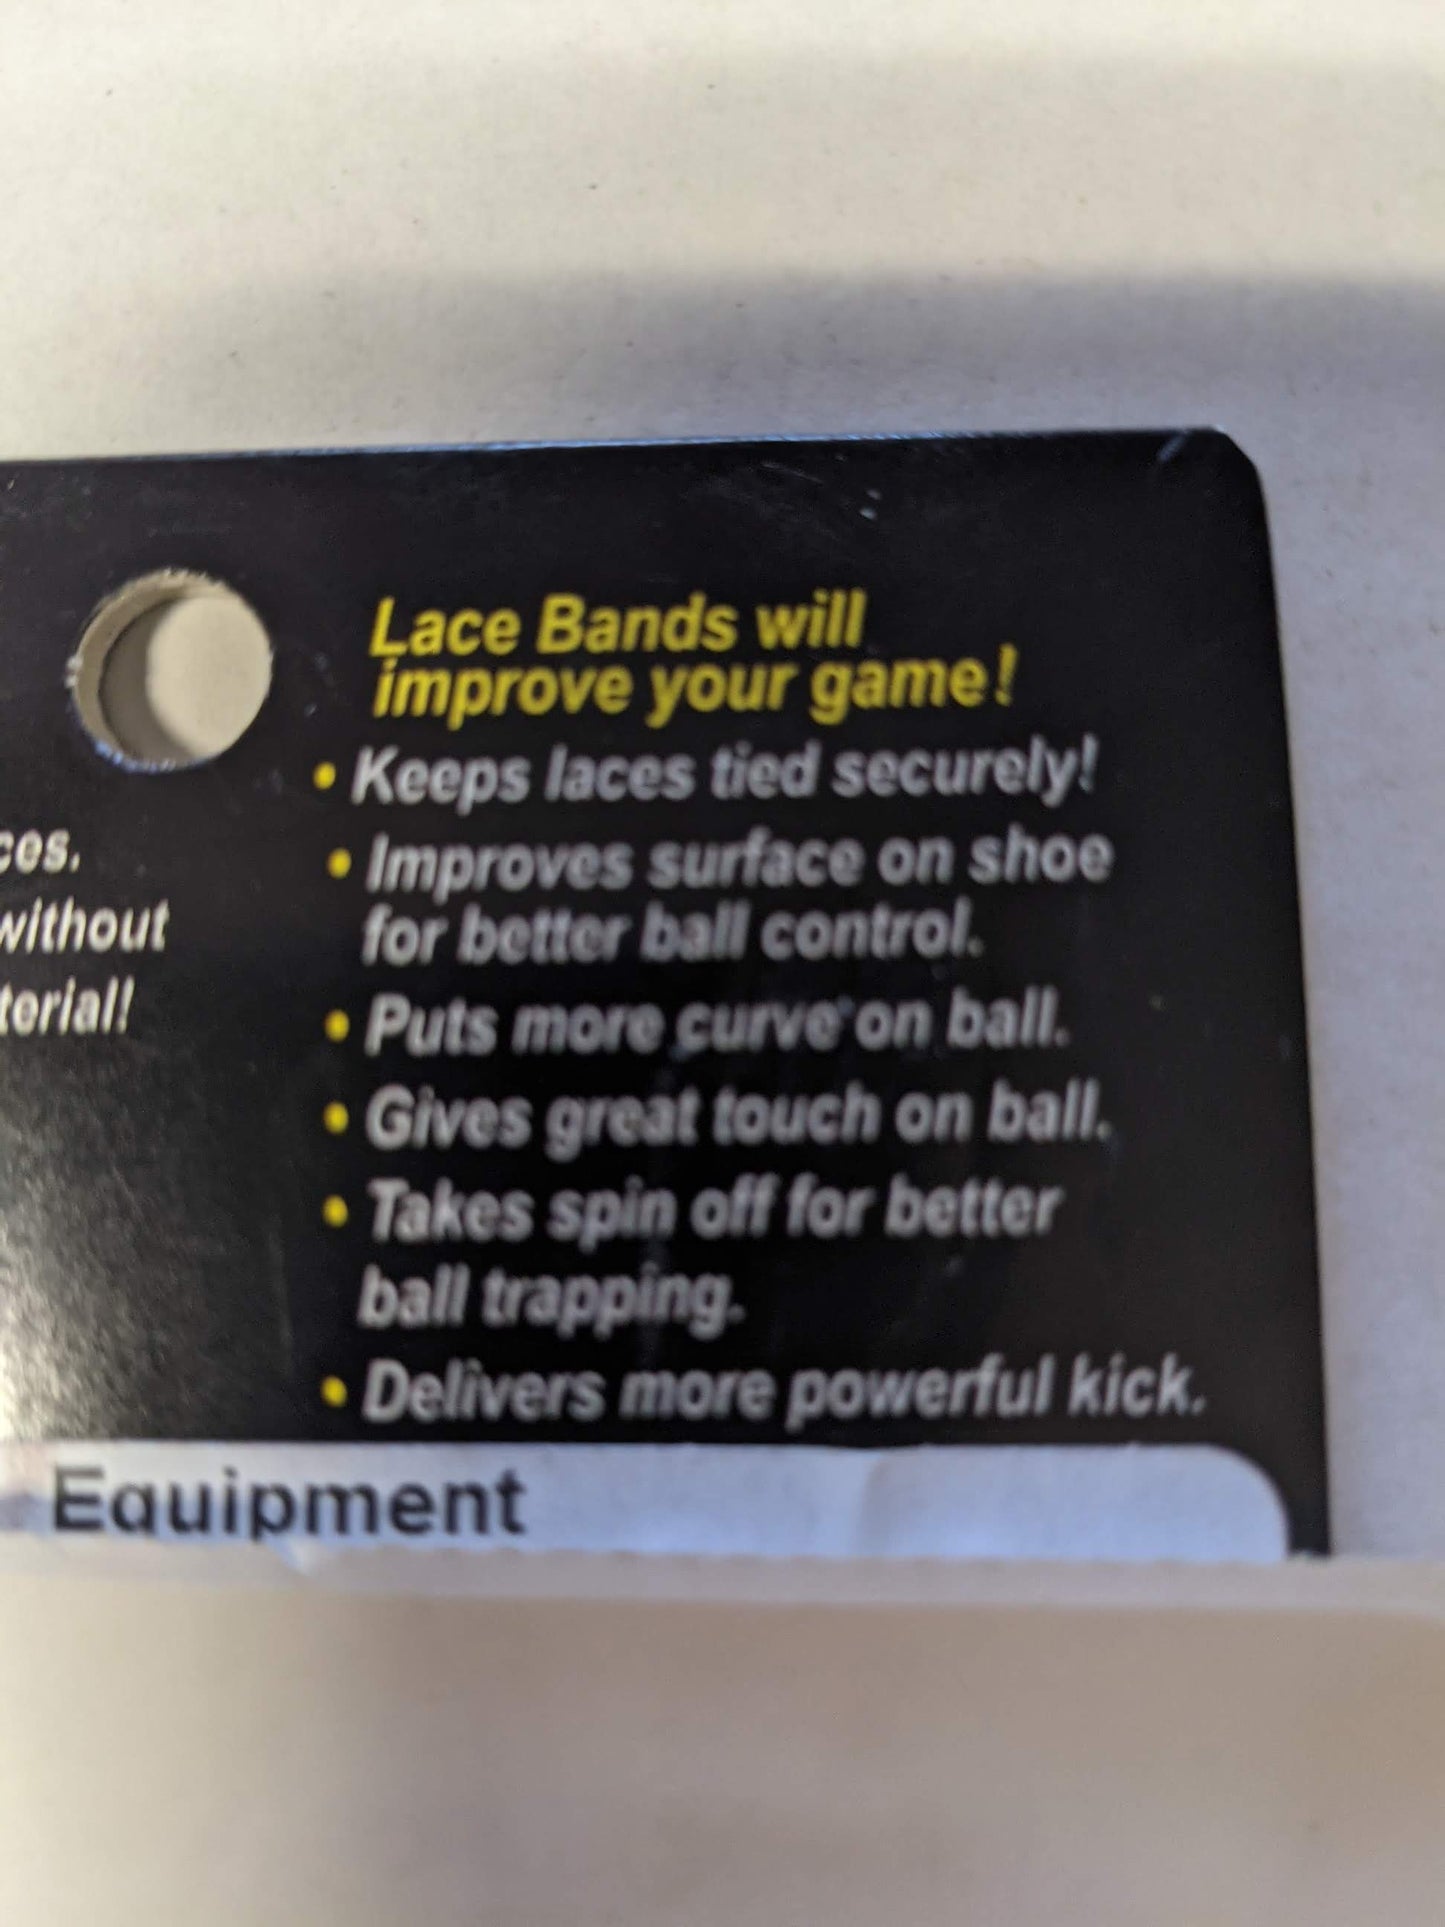 Lace Bands will
improve your game!
• Keeps laces tied securely!
• Improves surface on shoe
for better ball control.
• Puts more curve on ball.
• Gives great touch on ball.
• Takes spin off for better
ball trapping.
• Delivers more powerful kick.
ces.
without
terial!
Equipment